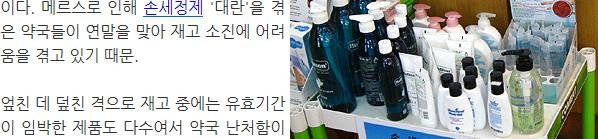 이다. 메르스로 인해 손세정제 '대란'을 겪
은 약국들이 연말을 맞아 재고 소진에 어려
움을 겪고 있기 때문.
엎친 데 덮친 격으로 재고 중에는 유효기간
이 임박한 제품도 다수여서 약국 난처함이